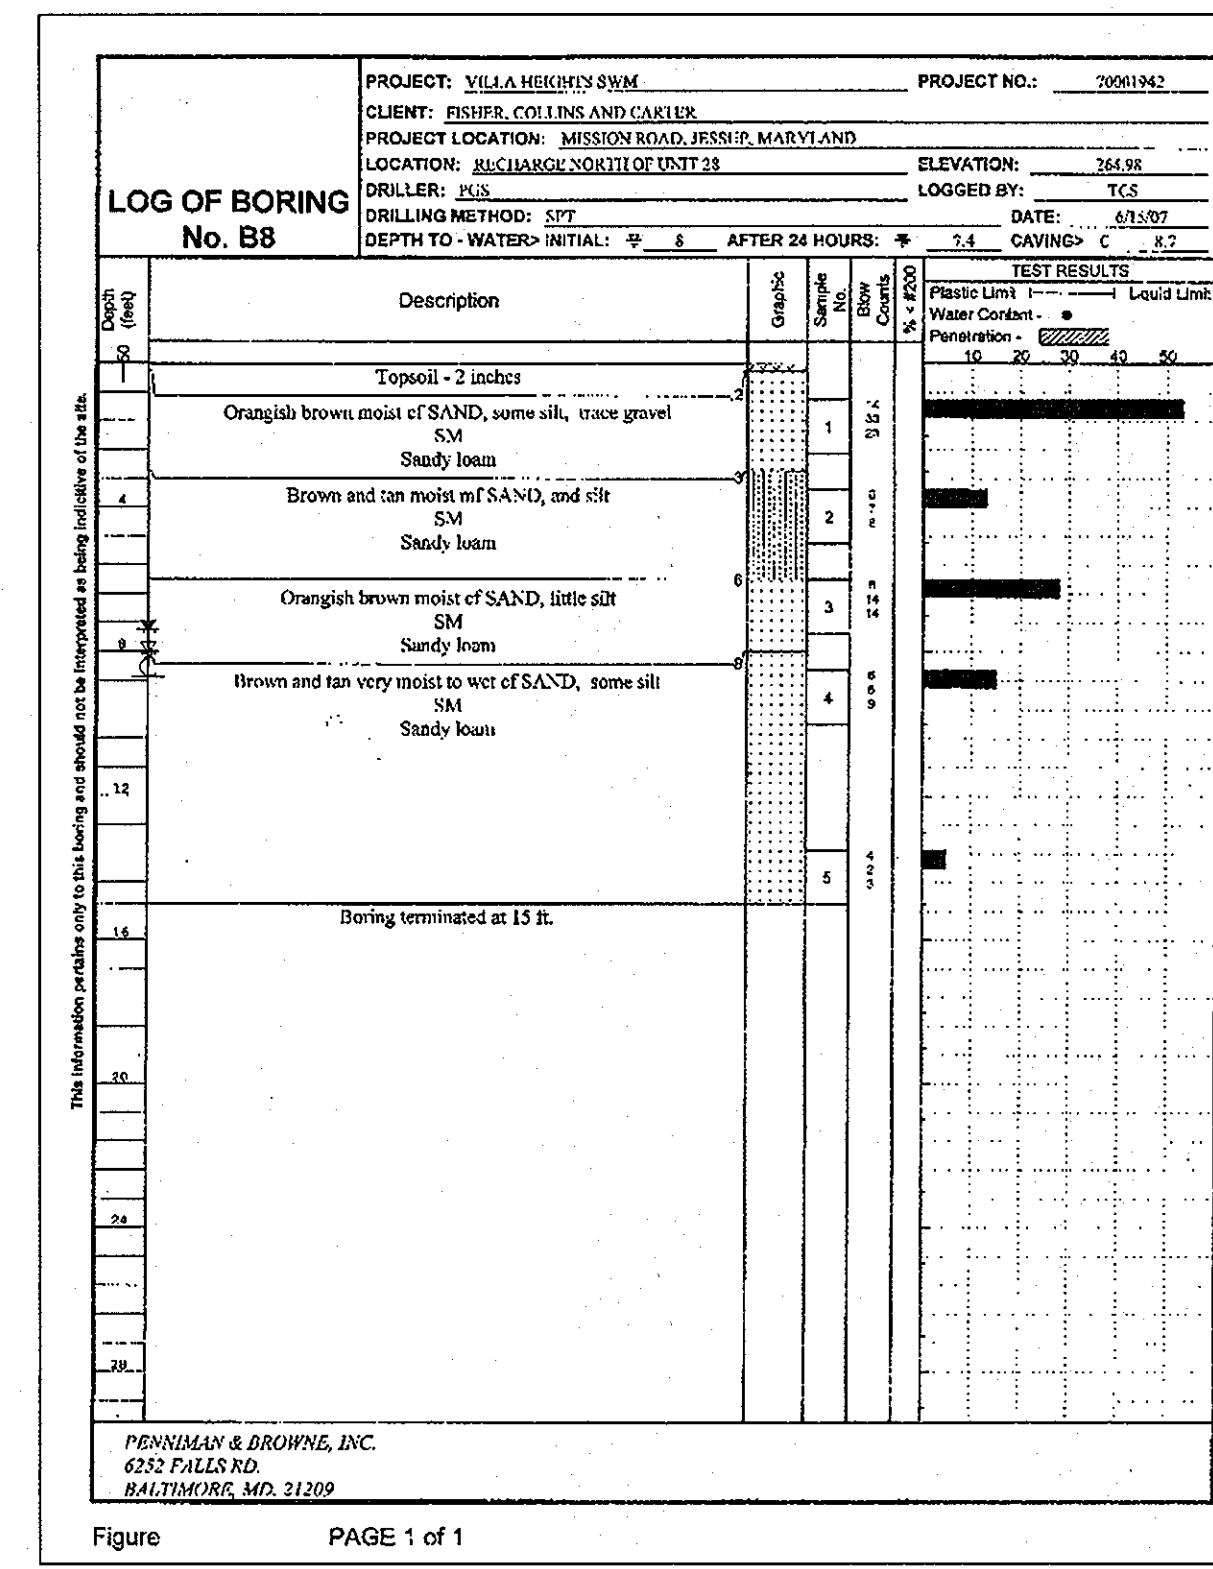 LOG OF BORING
No. B8
PROJECT: VILLA HEIGHTS SWM PROJECT NO.: 70001942
CLIENT: FISHER, COLLINS AND CARTER
PROJECT LOCATION: MISSION ROAD, JESSUP, MARYLAND
LOCATION: RECHARGE NORTH OF UNIT 28 ELEVATION: 264.98
DRILLER: PGS LOGGED BY: TCS
DRILLING METHOD: SPT DATE: 6/15/07
DEPTH TO - WATER> INITIAL: 8 AFTER 24 HOURS: 7.4 CAVING> C 8.7
Depth (feet) Description Graphic Sample No. Blow Counts % < #200 TEST RESULTS
Plastic Limit Liquid Limit
Water Content -
Penetration -
10 20 30 40 50
Topsoil - 2 inches
.2
Orangish brown moist cf SAND, some silt, trace gravel
SM 1
23
Sandy loam
3
4 Brown and tan moist mf SAND, and silt
SM 2
7
Sandy loam
6
Orangish brown moist cf SAND, little silt
SM 3
14
14
8 Sandy loam
8
Brown and tan very moist to wet cf SAND, some silt
SM 4
6
6
9
Sandy loam
12
5
4
2
3
Boring terminated at 15 ft.
16
20
24
28
This information pertains only to this boring and should not be interpreted as being indicitive of the site.
PENNIMAN & BROWNE, INC.
6252 FALLS RD.
BALTIMORE, MD. 21209
Figure PAGE 1 of 1